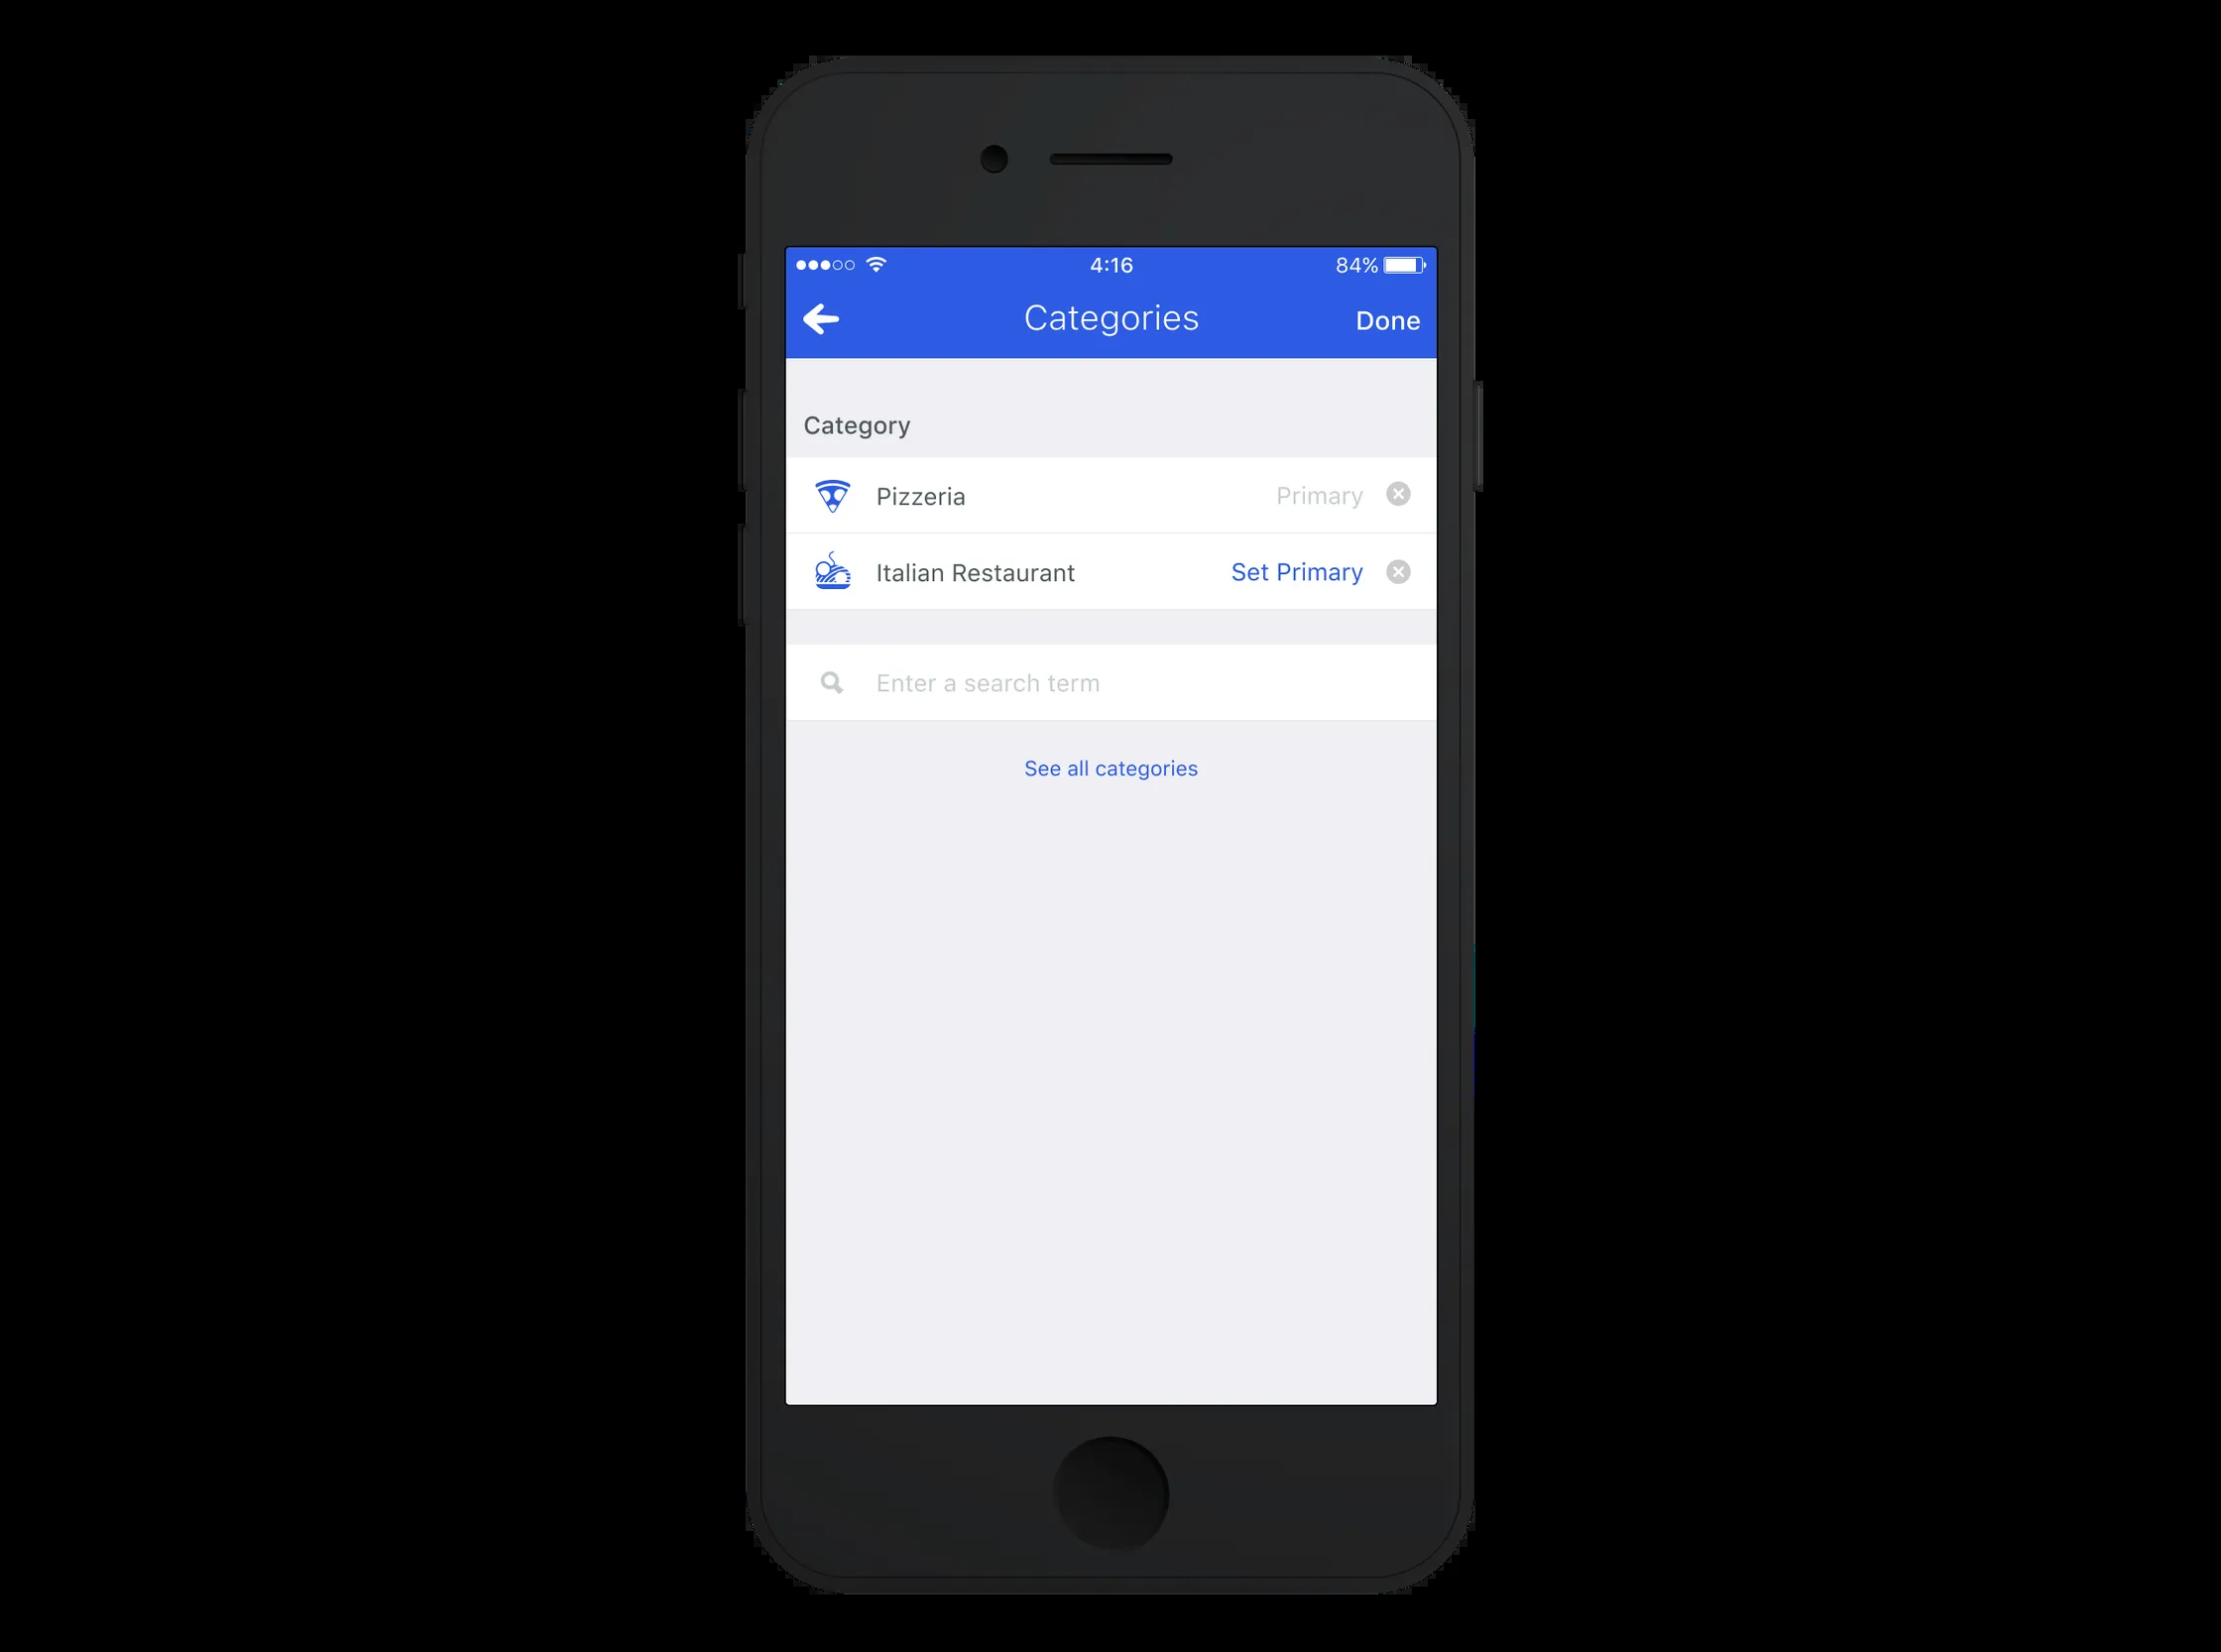 4:16
84%
Categories
Done
Category
Pizzeria
Primary
Italian Restaurant
Set Primary
Enter a search term
See all categories